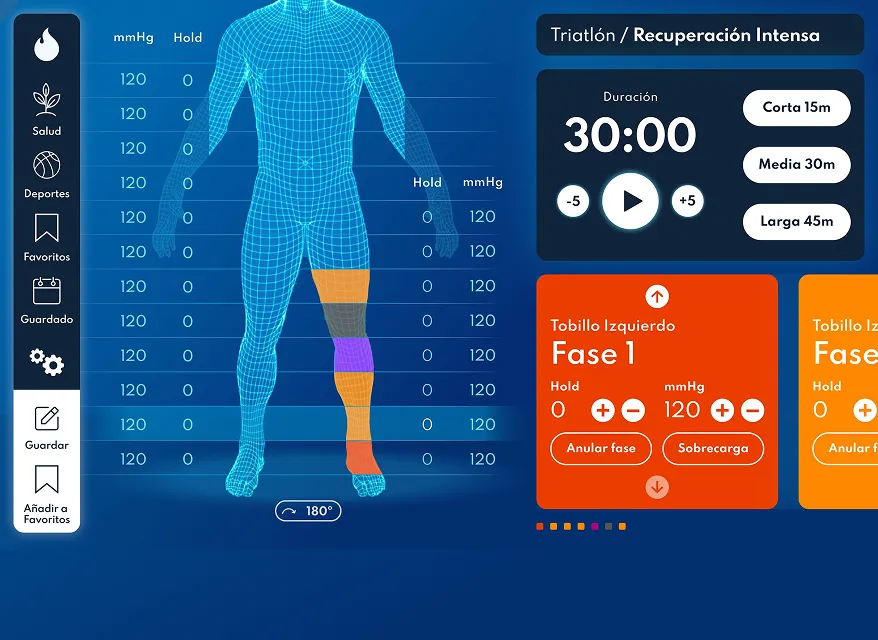 Salud
Deportes
Favoritos
Guardado
Guardar
Añadir a
Favoritos
mmHg Hold
120 0
120 0
120 0
120 0
120 0
120 0
120 0
120 0
120 0
120 0
120 0
120 0
Hold mmHg
0 120
0 120
0 120
0 120
0 120
0 120
0 120
0 120
180°
Triatlón / Recuperación Intensa
Duración
30:00
-5
+5
Corta 15m
Media 30m
Larga 45m
Tobillo Izquierdo
Fase 1
Hold mmHg
0 120
Anular fase Sobrecarga
Tobillo Iz
Fase
Hold
0
Anular f